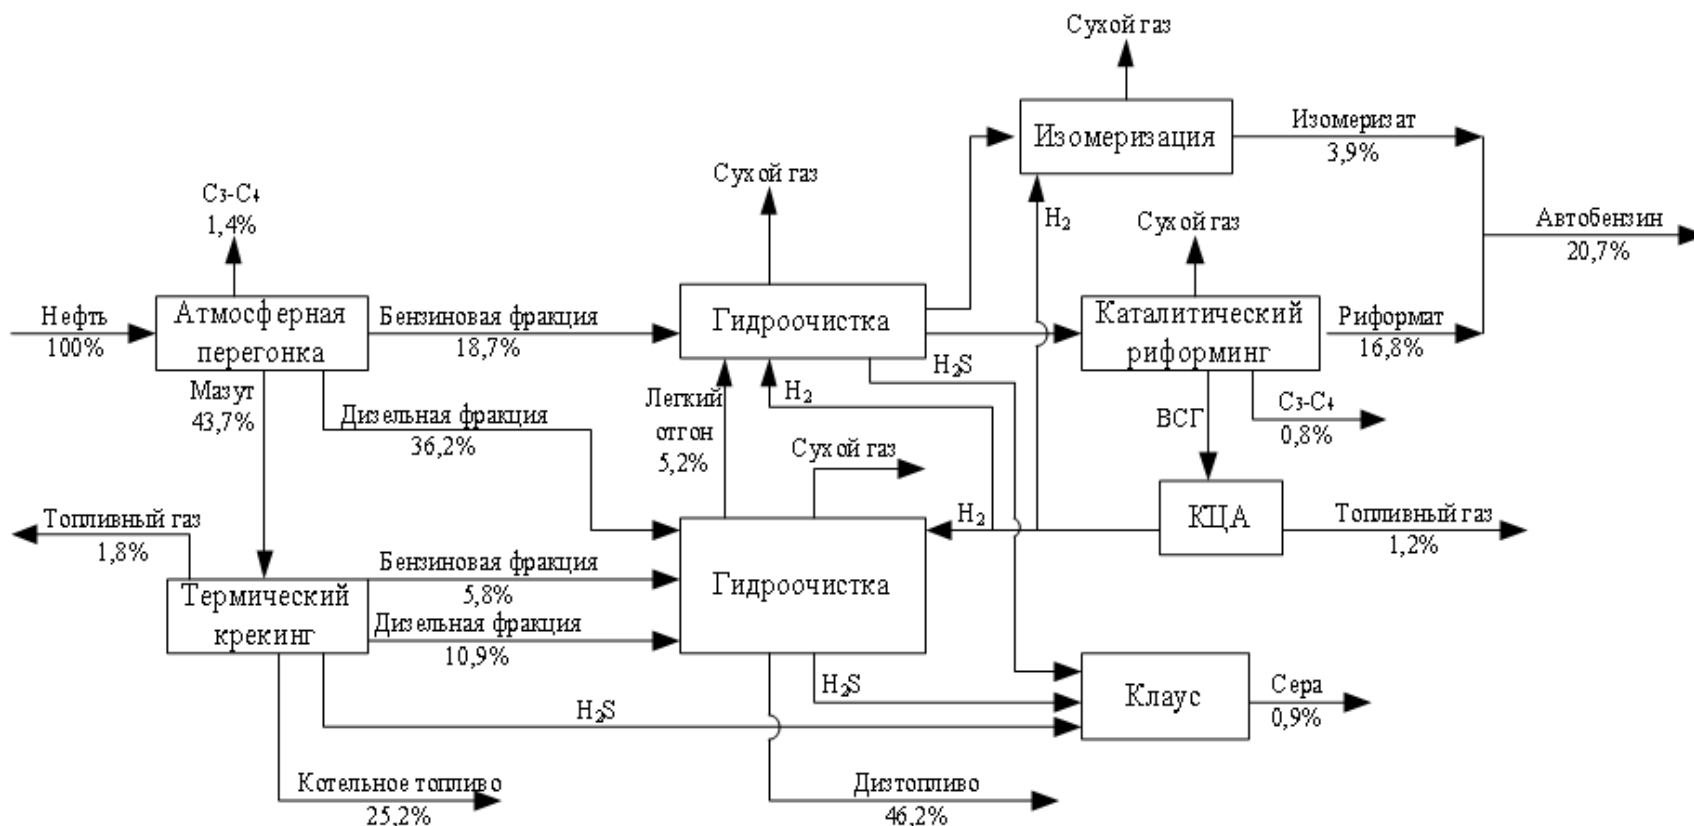 Сухой газ
Изомеризация
Изомеризат
3,9%
Сухой газ
C₃-C₄
1,4%
H₂
Сухой газ
Автобензин
20,7%
Нефть
100%
Атмосферная
перегонка
Бензиновая фракция
18,7%
Гидроочистка
Каталитический
риформинг
Риформат
16,8%
Мазут
43,7%
Дизельная фракция
36,2%
Легкий
отгон
5,2%
H₂
H₂S
ВСГ
C₃-C₄
0,8%
Сухой газ
Топливный газ
1,8%
H₂
КЦА
Топливный газ
1,2%
Термический
крекинг
Бензиновая фракция
5,8%
Дизельная фракция
10,9%
Гидроочистка
H₂S
H₂S
Клаус
Сера
0,9%
Котельное топливо
25,2%
Дизтопливо
46,2%